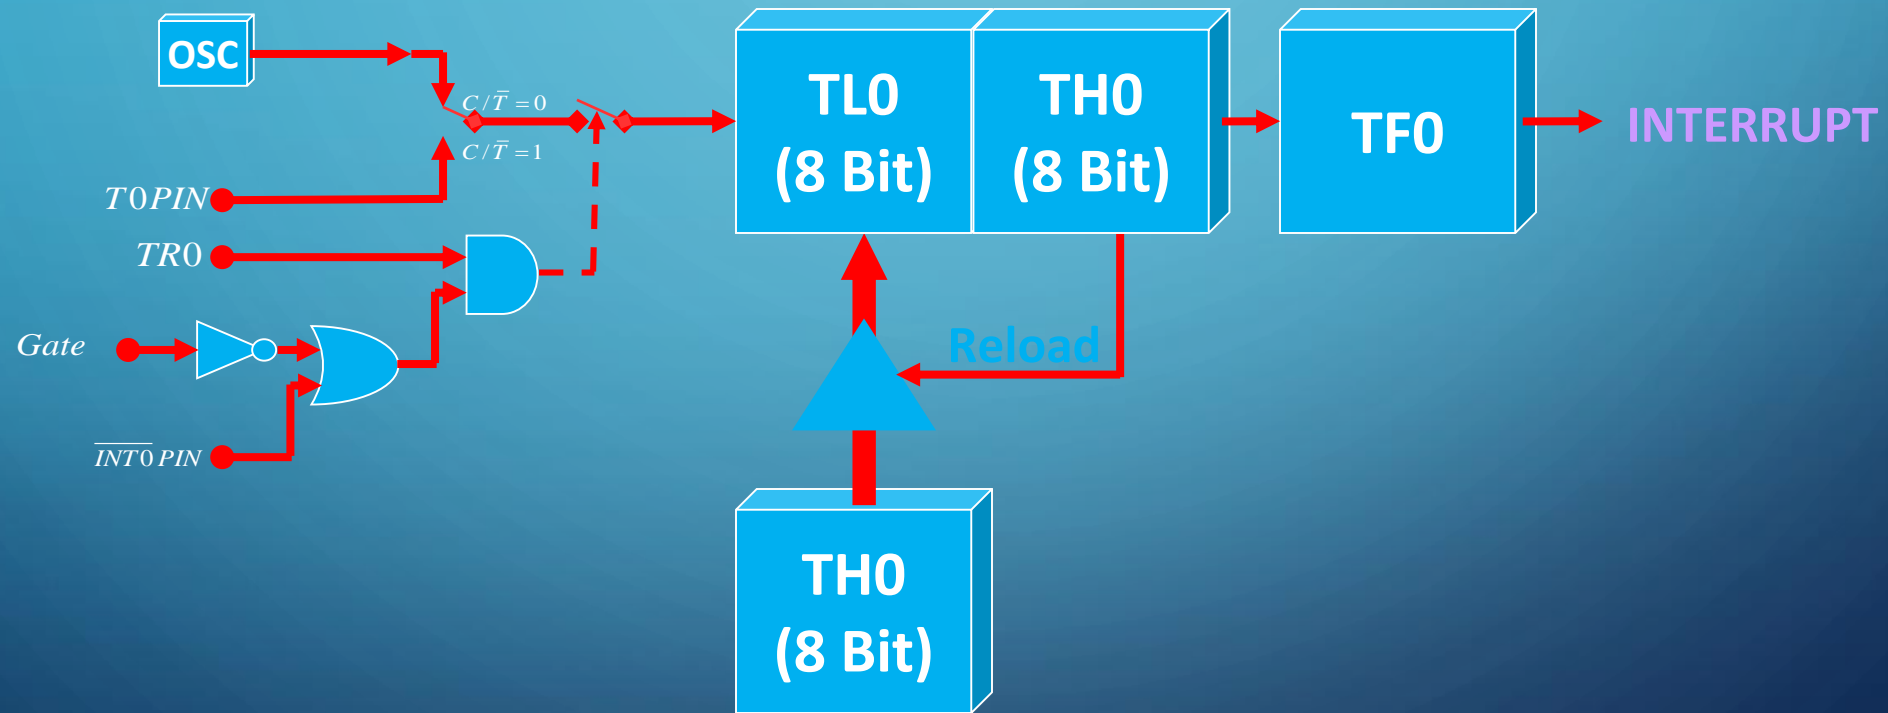 OSC
C/T̅ = 0
C/T̅ = 1
T0PIN
TR0
Gate
I̅N̅T̅0̅ PIN
TL0
(8 Bit)
TH0
(8 Bit)
TF0
INTERRUPT
Reload
TH0
(8 Bit)